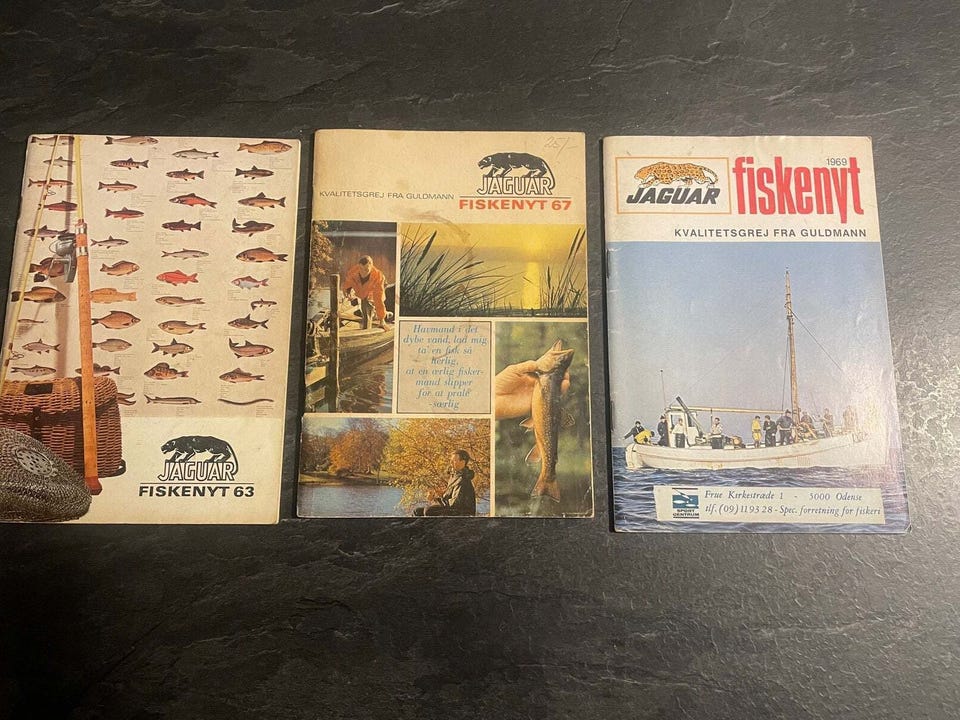 JAGUAR
FISKENYT 63
25/-
JAGUAR
KVALITETSGREJ FRA GULDMANN
FISKENYT 67
Havmand i det
dybe vand, lad mig
ta' en fisk så
herlig,
at en ærlig fisker-
mand slipper
for at prale
-særlig
JAGUAR
1969
fiskenyt
KVALITETSGREJ FRA GULDMANN
SPORT
CENTRUM
Frue Kirkestræde 1 - 5000 Odense
tlf. (09) 11 93 28 - Spec. forretning for fiskeri